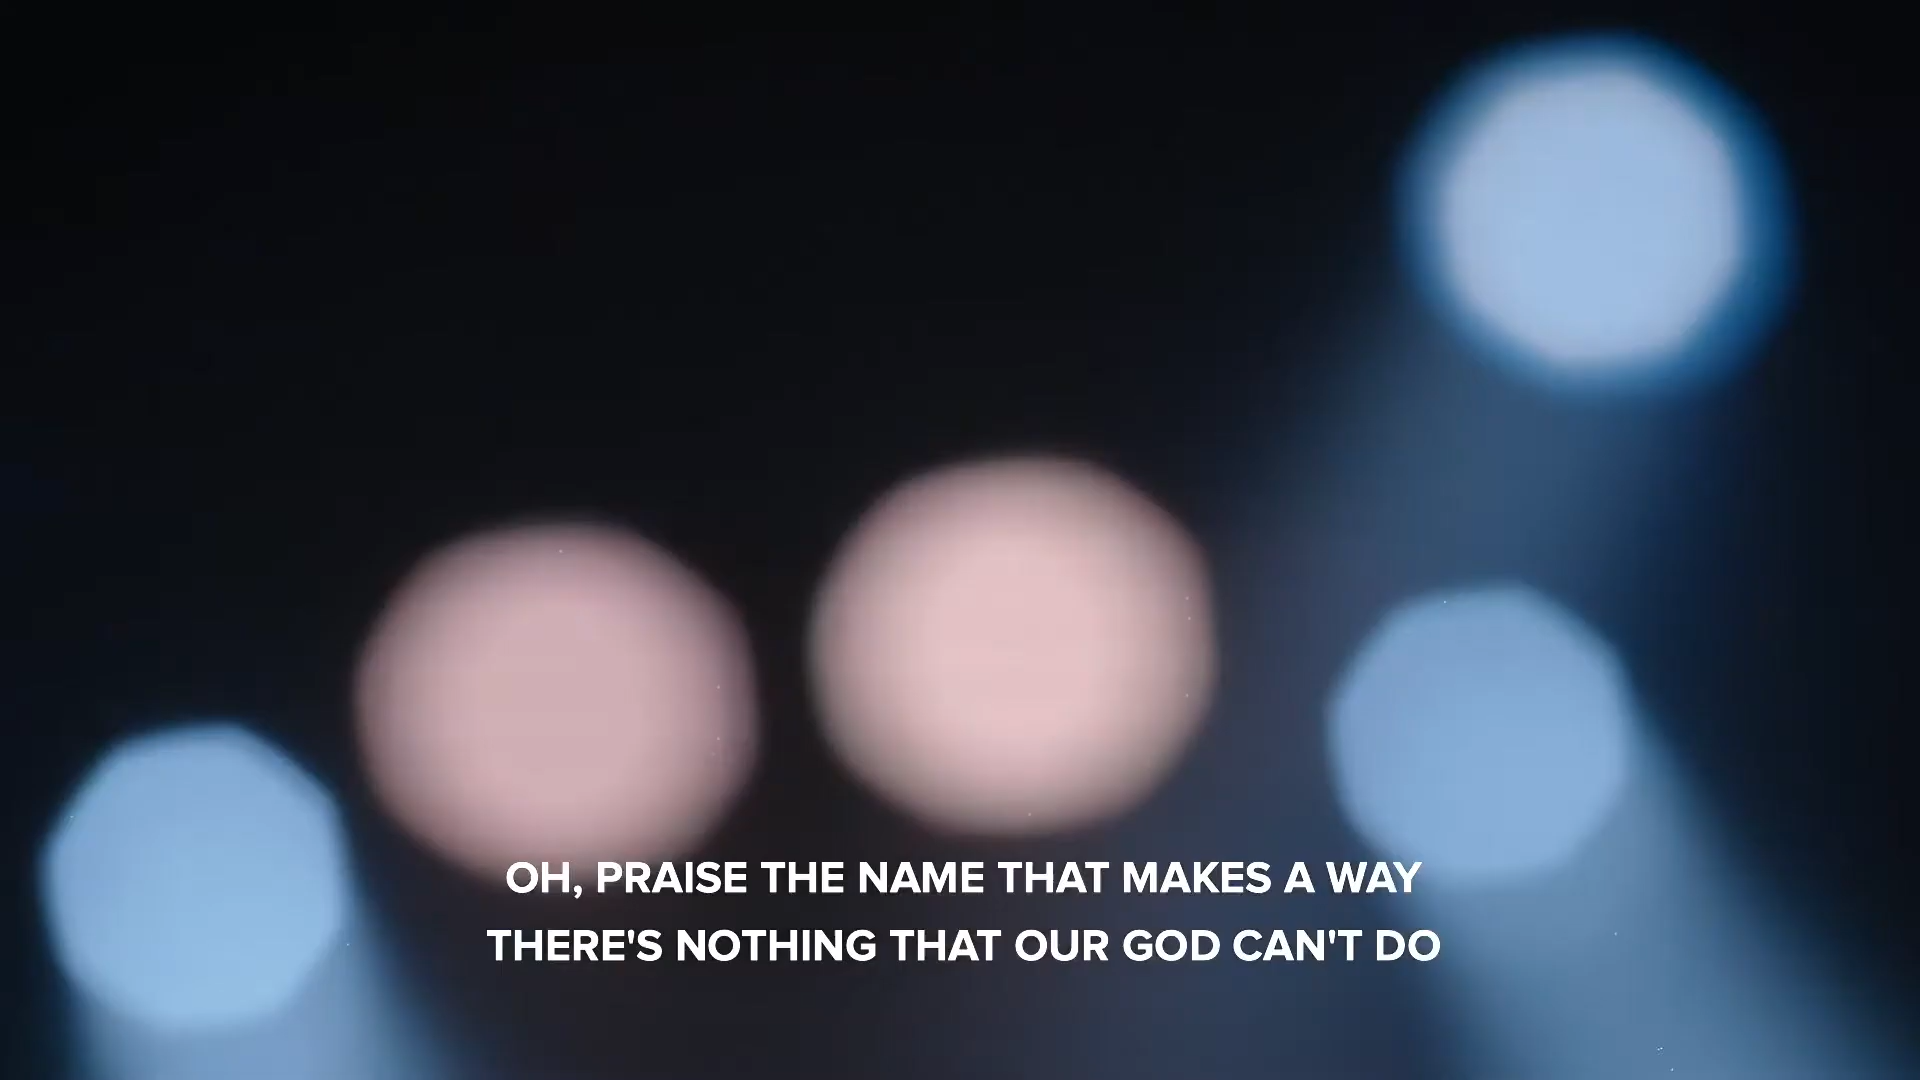 OH, PRAISE THE NAME THAT MAKES A WAY
THERE'S NOTHING THAT OUR GOD CAN'T DO